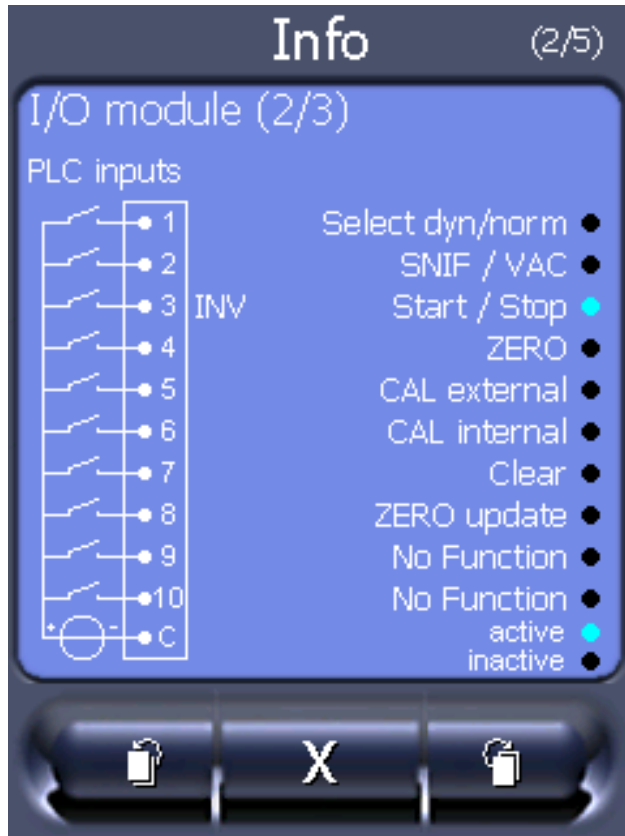 Info (2/5)
I/O module (2/3)
PLC inputs
1 Select dyn/norm
2 SNIF / VAC
3 INV Start / Stop
4 ZERO
5 CAL external
6 CAL internal
7 Clear
8 ZERO update
9 No Function
10 No Function
+ - C active
inactive
X